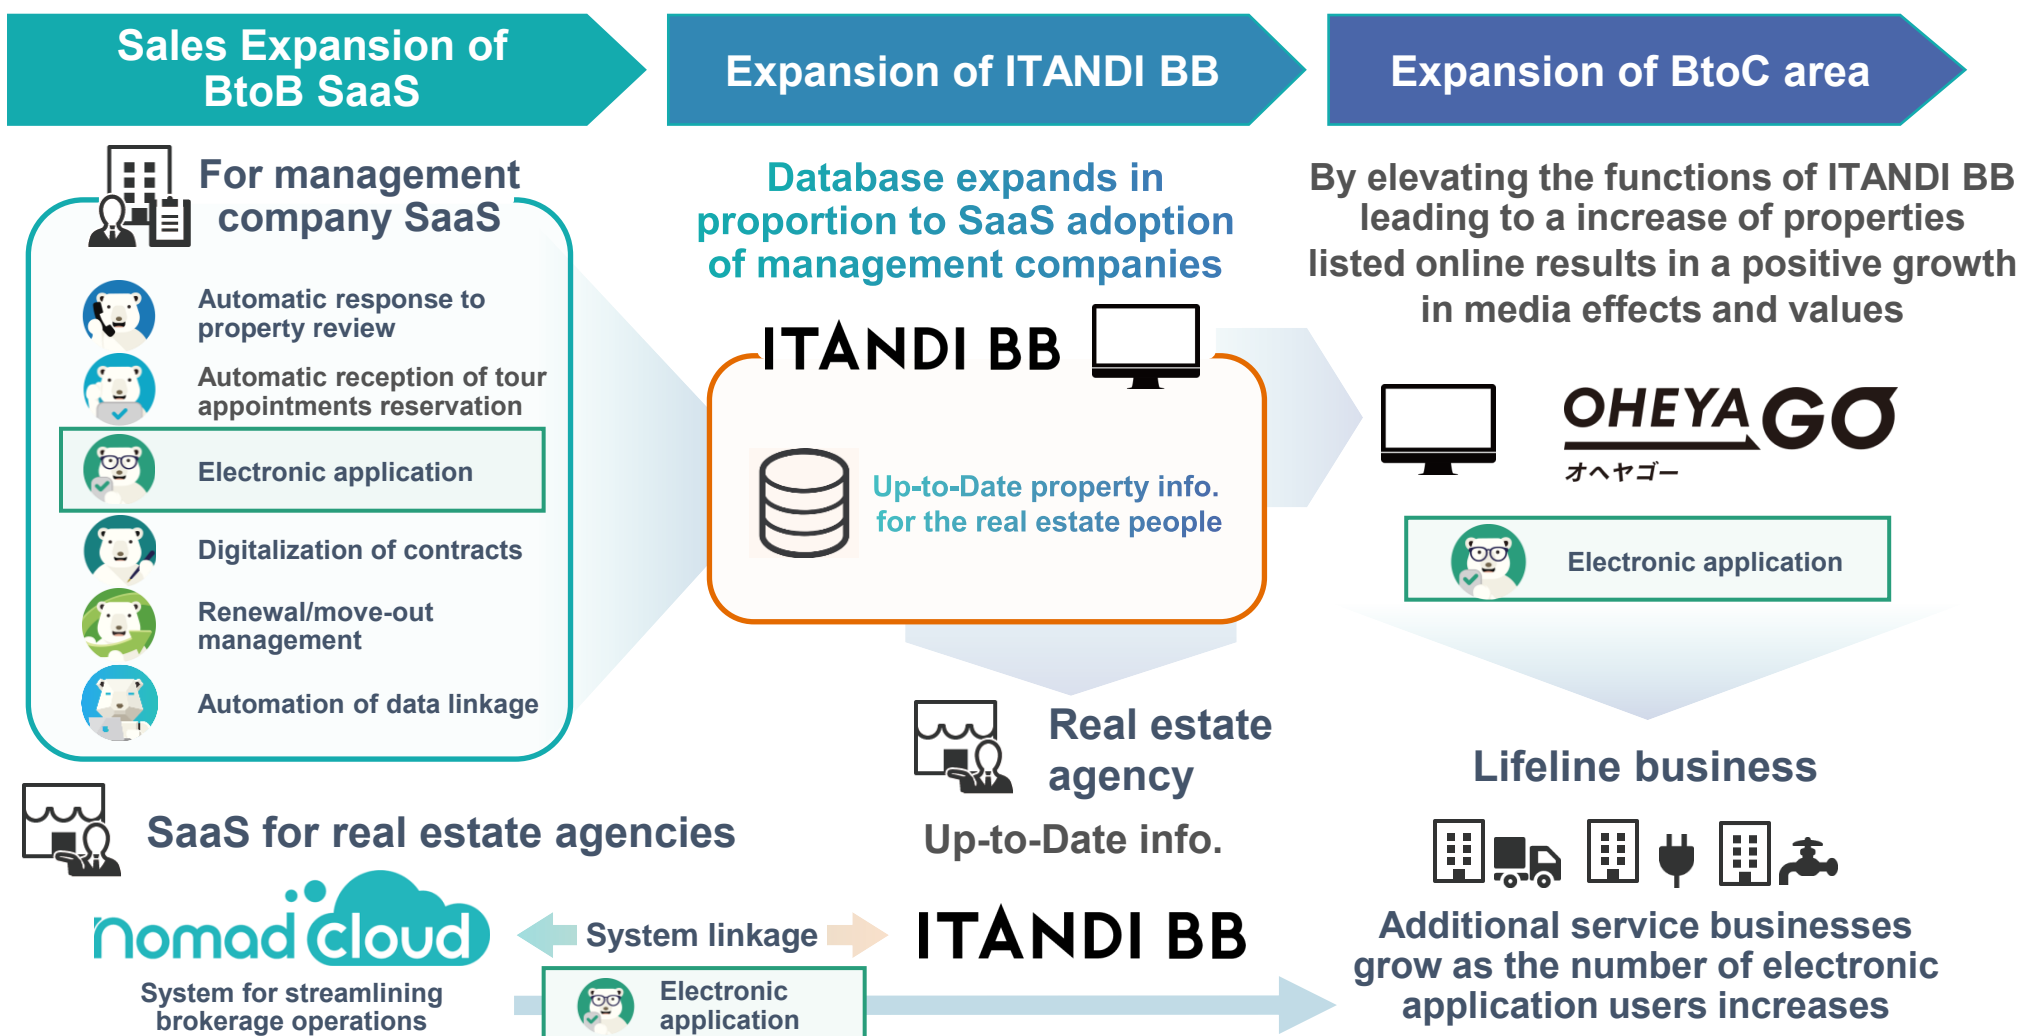 Sales Expansion of
BtoB SaaS
Expansion of ITANDI BB
Expansion of BtoC area
For management
company SaaS
Automatic response to
property review
Automatic reception of tour
appointments reservation
Electronic application
Digitalization of contracts
Renewal/move-out
management
Automation of data linkage
SaaS for real estate agencies
nomad cloud
System for streamlining
brokerage operations
System linkage
Electronic
application
Database expands in
proportion to SaaS adoption
of management companies
ITANDI BB
Up-to-Date property info.
for the real estate people
Real estate
agency
Up-to-Date info.
ITANDI BB
By elevating the functions of ITANDI BB
leading to a increase of properties
listed online results in a positive growth
in media effects and values
OHEYAGO
オヘヤゴー
Electronic application
Lifeline business
Additional service businesses
grow as the number of electronic
application users increases